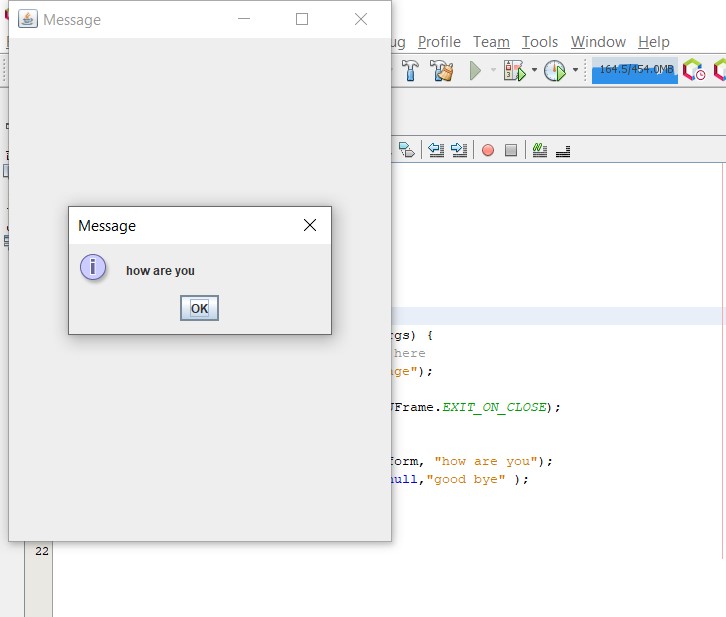 Message
ug Profile Team Tools Window Help
164.5/454.0MB
Message
how are you
OK
rgs) {
here
age");
JFrame.EXIT_ON_CLOSE);
form, "how are you");
null,"good bye" );
22